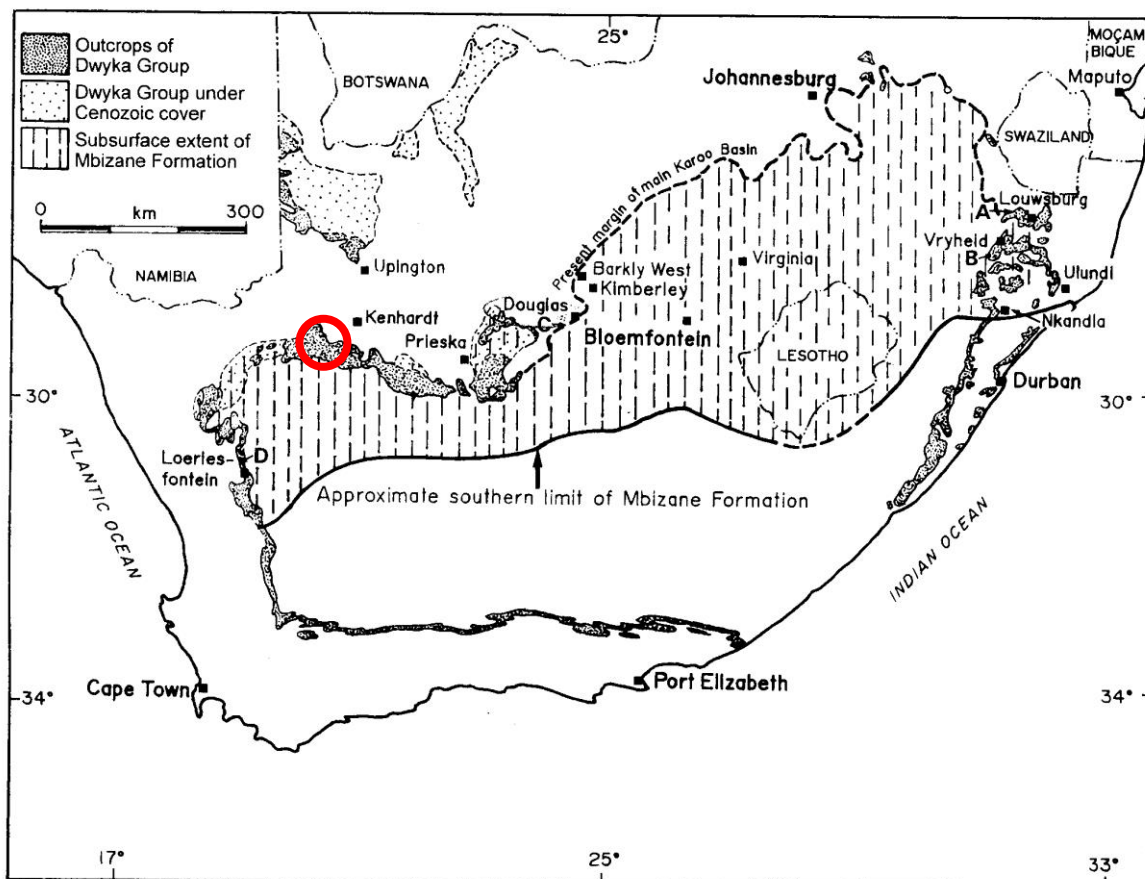 Outcrops of
Dwyka Group
Dwyka Group under
Cenozoic cover
Subsurface extent of
Mbizane Formation
0 km 300
25°
BOTSWANA
Johannesburg
MOÇAM
BIQUE
Maputo
SWAZILAND
Present margin of main Karoo Basin
A
Louwsburg
Vryheid
B
Ulundi
Nkandla
NAMIBIA
Upington
Barkly West
Kimberley
Virginia
Douglas
C
Bloemfontein
Kenhardt
Prieska
LESOTHO
Durban
30°
30°
D
Loeries-
fontein
Approximate southern limit of Mbizane Formation
ATLANTIC OCEAN
INDIAN OCEAN
34°
34°
Cape Town
Port Elizabeth
17°
25°
33°